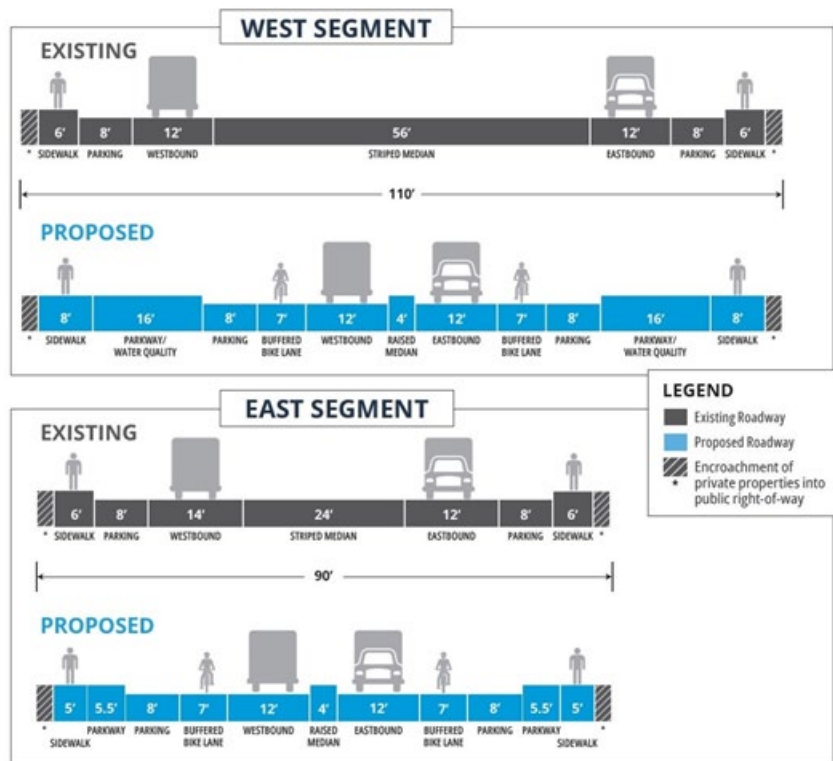 WEST SEGMENT
EXISTING
6' 8' 12' 56' 12' 8' 6'
* SIDEWALK PARKING WESTBOUND STRIPED MEDIAN EASTBOUND PARKING SIDEWALK *
110'
PROPOSED
8' 16' 8' 7' 12' 4' 12' 7' 8' 16' 8'
* SIDEWALK PARKWAY/ PARKING BUFFERED WESTBOUND RAISED EASTBOUND BUFFERED PARKING PARKWAY/ SIDEWALK *
WATER QUALITY BIKE LANE MEDIAN BIKE LANE WATER QUALITY
LEGEND
Existing Roadway
Proposed Roadway
Encroachment of
* private properties into
public right-of-way
EAST SEGMENT
EXISTING
6' 8' 14' 24' 12' 8' 6'
* SIDEWALK PARKING WESTBOUND STRIPED MEDIAN EASTBOUND PARKING SIDEWALK *
90'
PROPOSED
5' 5.5' 8' 7' 12' 4' 12' 7' 8' 5.5' 5'
* PARKWAY PARKING BUFFERED WESTBOUND RAISED EASTBOUND BUFFERED PARKING PARKWAY *
SIDEWALK BIKE LANE MEDIAN BIKE LANE SIDEWALK